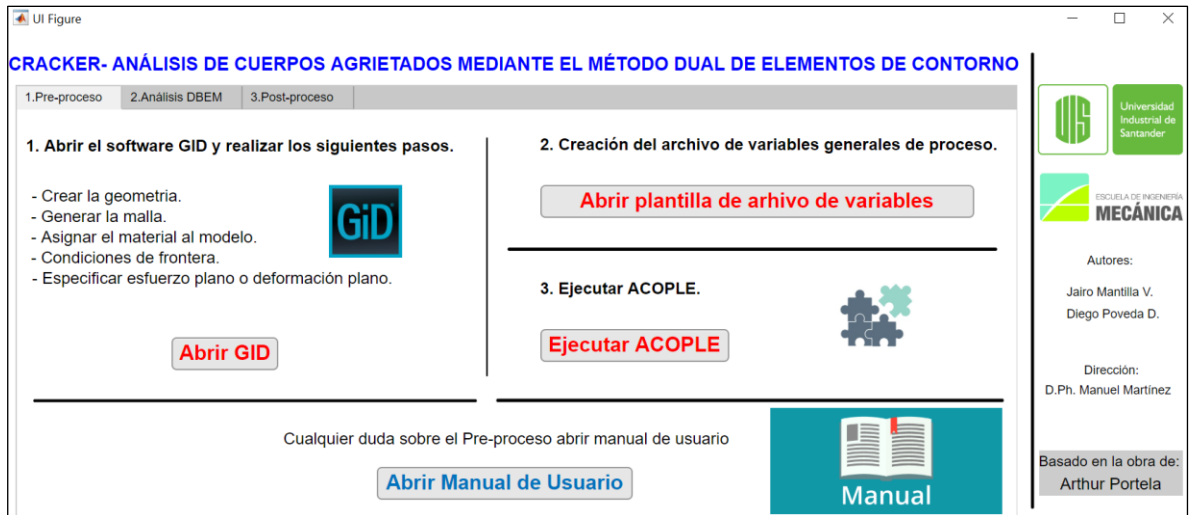 UI Figure
CRACKER- ANÁLISIS DE CUERPOS AGRIETADOS MEDIANTE EL MÉTODO DUAL DE ELEMENTOS DE CONTORNO
1.Pre-proceso
2.Análisis DBEM
3.Post-proceso
1. Abrir el software GID y realizar los siguientes pasos.
- Crear la geometria.
- Generar la malla.
- Asignar el material al modelo.
- Condiciones de frontera.
- Especificar esfuerzo plano o deformación plano.
GiD
Abrir GID
2. Creación del archivo de variables generales de proceso.
Abrir plantilla de arhivo de variables
3. Ejecutar ACOPLE.
Ejecutar ACOPLE
Cualquier duda sobre el Pre-proceso abrir manual de usuario
Abrir Manual de Usuario
Manual
UIS
Universidad
Industrial de
Santander
ESCUELA DE INGENIERÍA
MECÁNICA
Autores:
Jairo Mantilla V.
Diego Poveda D.
Dirección:
D.Ph. Manuel Martínez
Basado en la obra de:
Arthur Portela